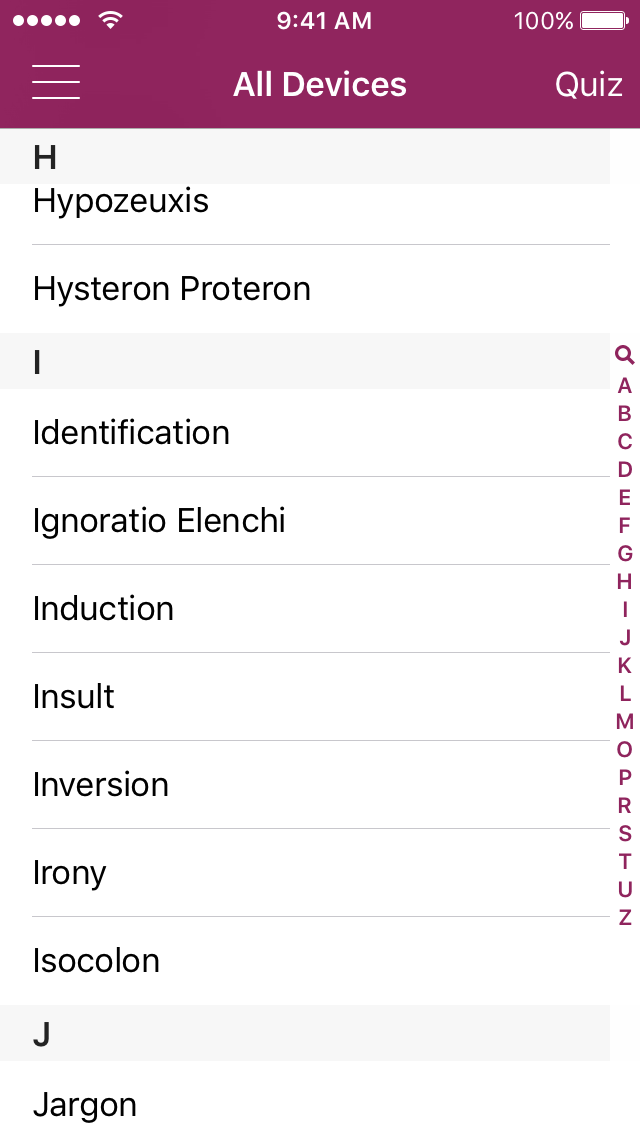 9:41 AM 100%
All Devices Quiz
H
Hypozeuxis
Hysteron Proteron
I
Identification
Ignoratio Elenchi
Induction
Insult
Inversion
Irony
Isocolon
J
Jargon
A
B
C
D
E
F
G
H
I
J
K
L
M
O
P
R
S
T
U
Z